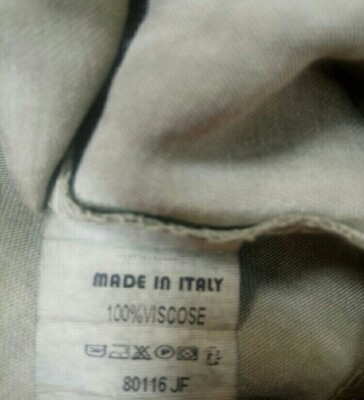 MADE IN ITALY
100%VISCOSE
80116 JF